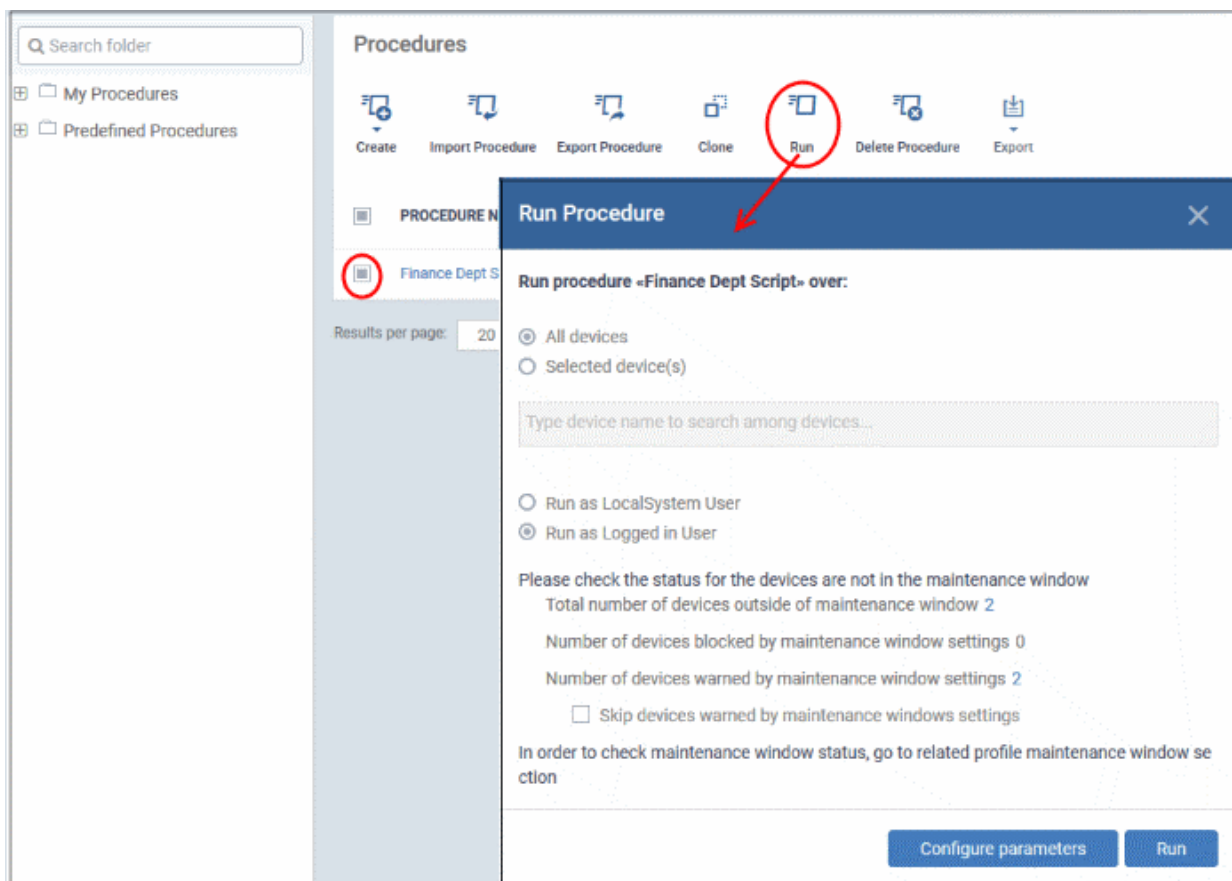 Search folder
My Procedures
Predefined Procedures
Procedures
Create Import Procedure Export Procedure Clone Run Delete Procedure Export
PROCEDURE N
Finance Dept S
Results per page: 20
Run Procedure
Run procedure «Finance Dept Script» over:
All devices
Selected device(s)
Type device name to search among devices...
Run as LocalSystem User
Run as Logged in User
Please check the status for the devices are not in the maintenance window
Total number of devices outside of maintenance window 2
Number of devices blocked by maintenance window settings 0
Number of devices warned by maintenance window settings 2
Skip devices warned by maintenance windows settings
In order to check maintenance window status, go to related profile maintenance window se
ction
Configure parameters Run